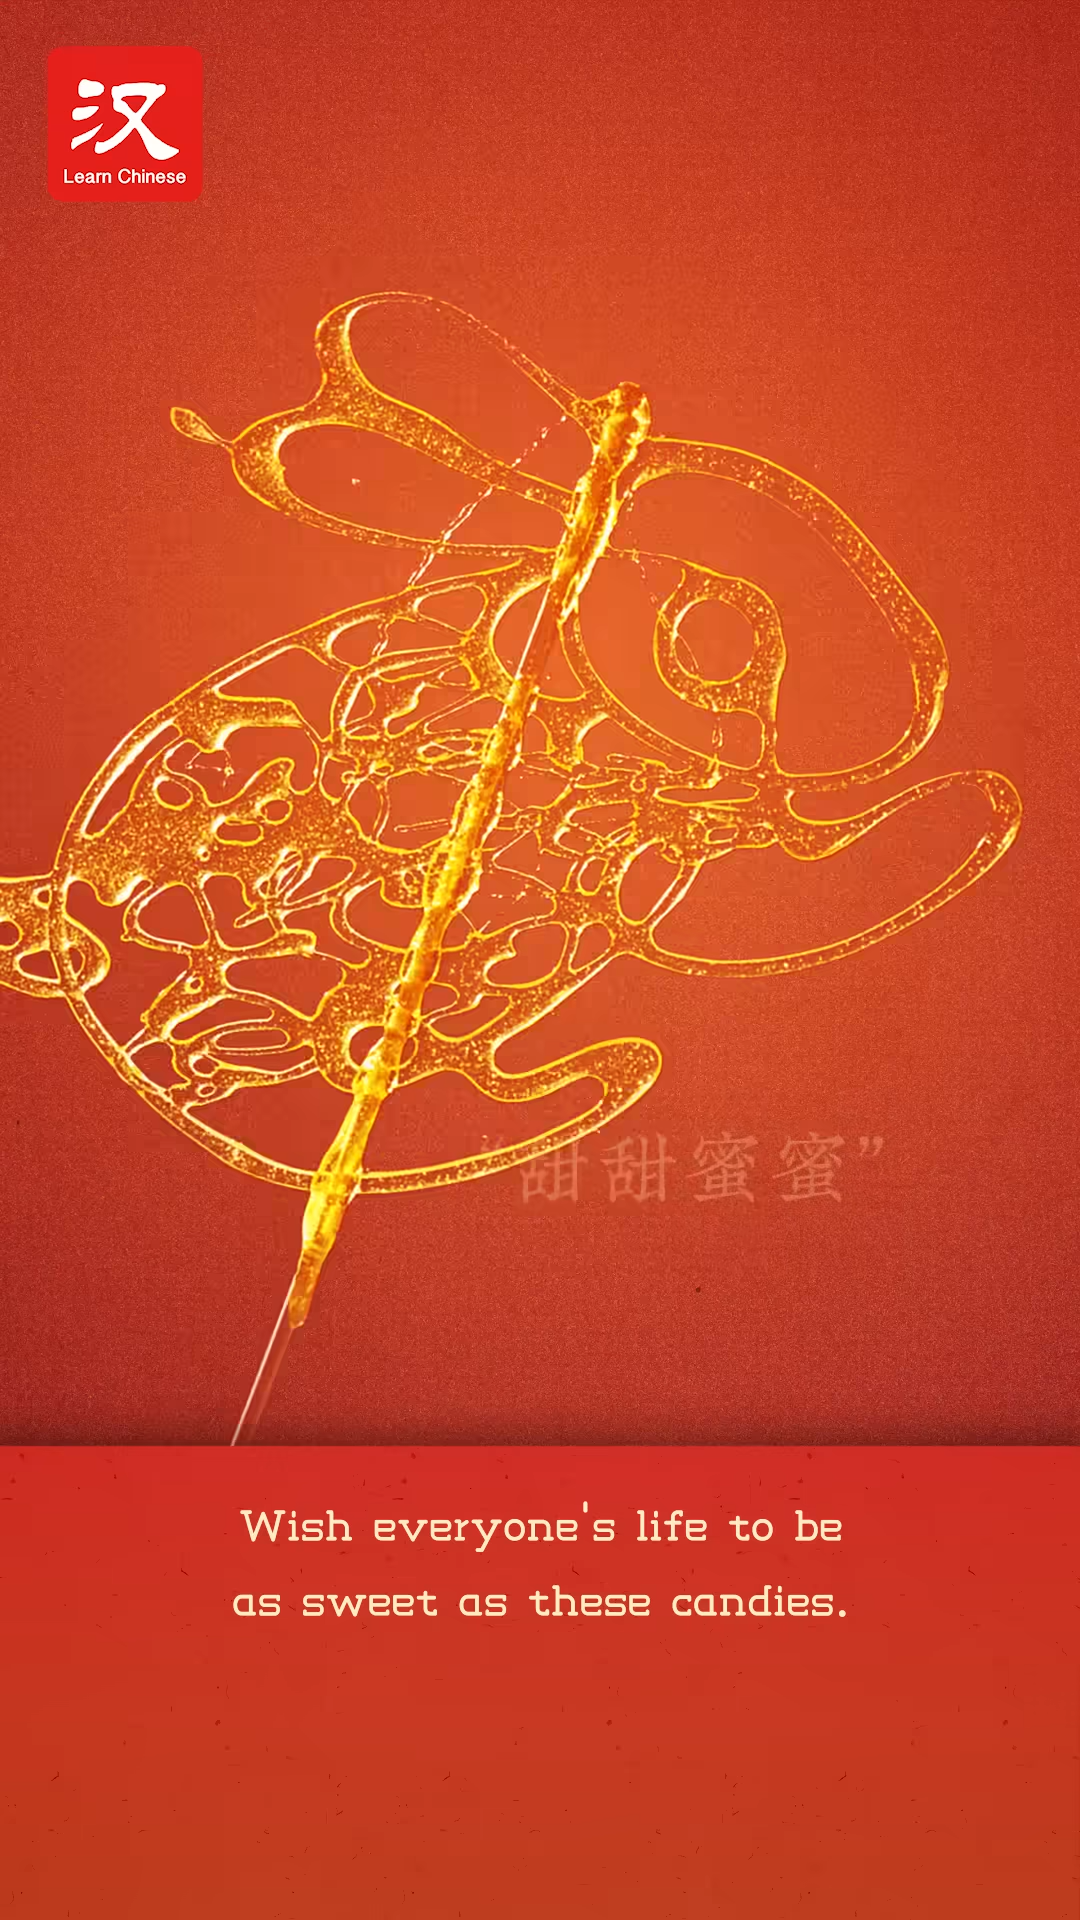 汉
Learn Chinese
“甜甜蜜蜜”
Wish everyone's life to be
as sweet as these candies.